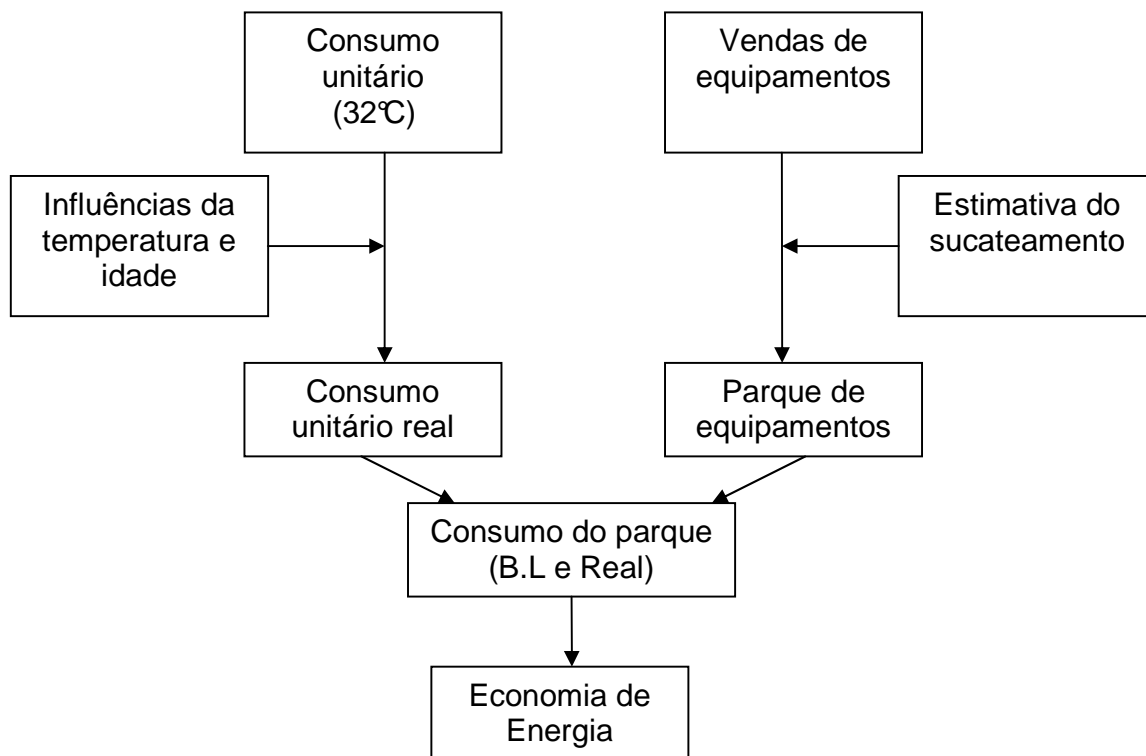 Consumo
unitário
(32°C)
Vendas de
equipamentos
Influências da
temperatura e
idade
Estimativa do
sucateamento
Consumo
unitário real
Parque de
equipamentos
Consumo do parque
(B.L e Real)
Economia de
Energia